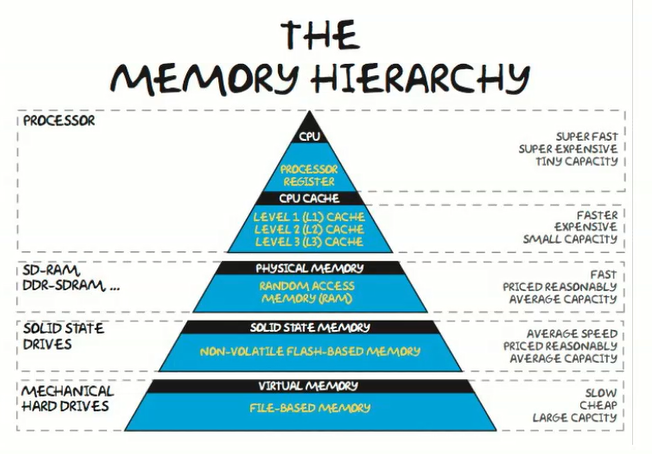 THE
MEMORY HIERARCHY
PROCESSOR
CPU
PROCESSOR
REGISTER
SUPER FAST
SUPER EXPENSIVE
TINY CAPACITY
CPU CACHE
LEVEL 1 (L1) CACHE
LEVEL 2 (L2) CACHE
LEVEL 3 (L3) CACHE
FASTER
EXPENSIVE
SMALL CAPACITY
SD-RAM,
DDR-SDRAM, ...
PHYSICAL MEMORY
RANDOM ACCESS
MEMORY (RAM)
FAST
PRICED REASONABLY
AVERAGE CAPACITY
SOLID STATE
DRIVES
SOLID STATE MEMORY
NON-VOLATILE FLASH-BASED MEMORY
AVERAGE SPEED
PRICED REASONABLY
AVERAGE CAPACITY
MECHANICAL
HARD DRIVES
VIRTUAL MEMORY
FILE-BASED MEMORY
SLOW
CHEAP
LARGE CAPCITY